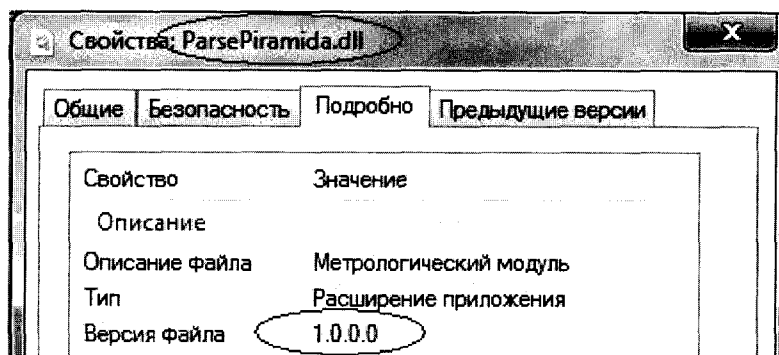 Свойства: ParsePiramida.dll
Общие Безопасность Подробно Предыдущие версии
Свойство Значение
Описание
Описание файла Метрологический модуль
Тип Расширение приложения
Версия файла 1.0.0.0